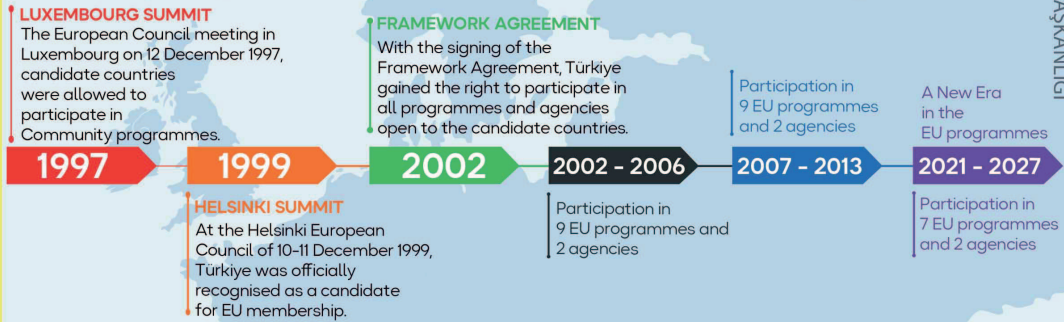 LUXEMBOURG SUMMIT
The European Council meeting in
Luxembourg on 12 December 1997,
candidate countries
were allowed to
participate in
Community programmes.
1997
1999
HELSINKI SUMMIT
At the Helsinki European
Council of 10-11 December 1999,
Türkiye was officially
recognised as a candidate
for EU membership.
FRAMEWORK AGREEMENT
With the signing of the
Framework Agreement, Türkiye
gained the right to participate in
all programmes and agencies
open to the candidate countries.
2002
2002 - 2006
Participation in
9 EU programmes and
2 agencies
Participation in
9 EU programmes
and 2 agencies
2007 - 2013
A New Era
in the
EU programmes
2021 - 2027
Participation in
7 EU programmes
and 2 agencies